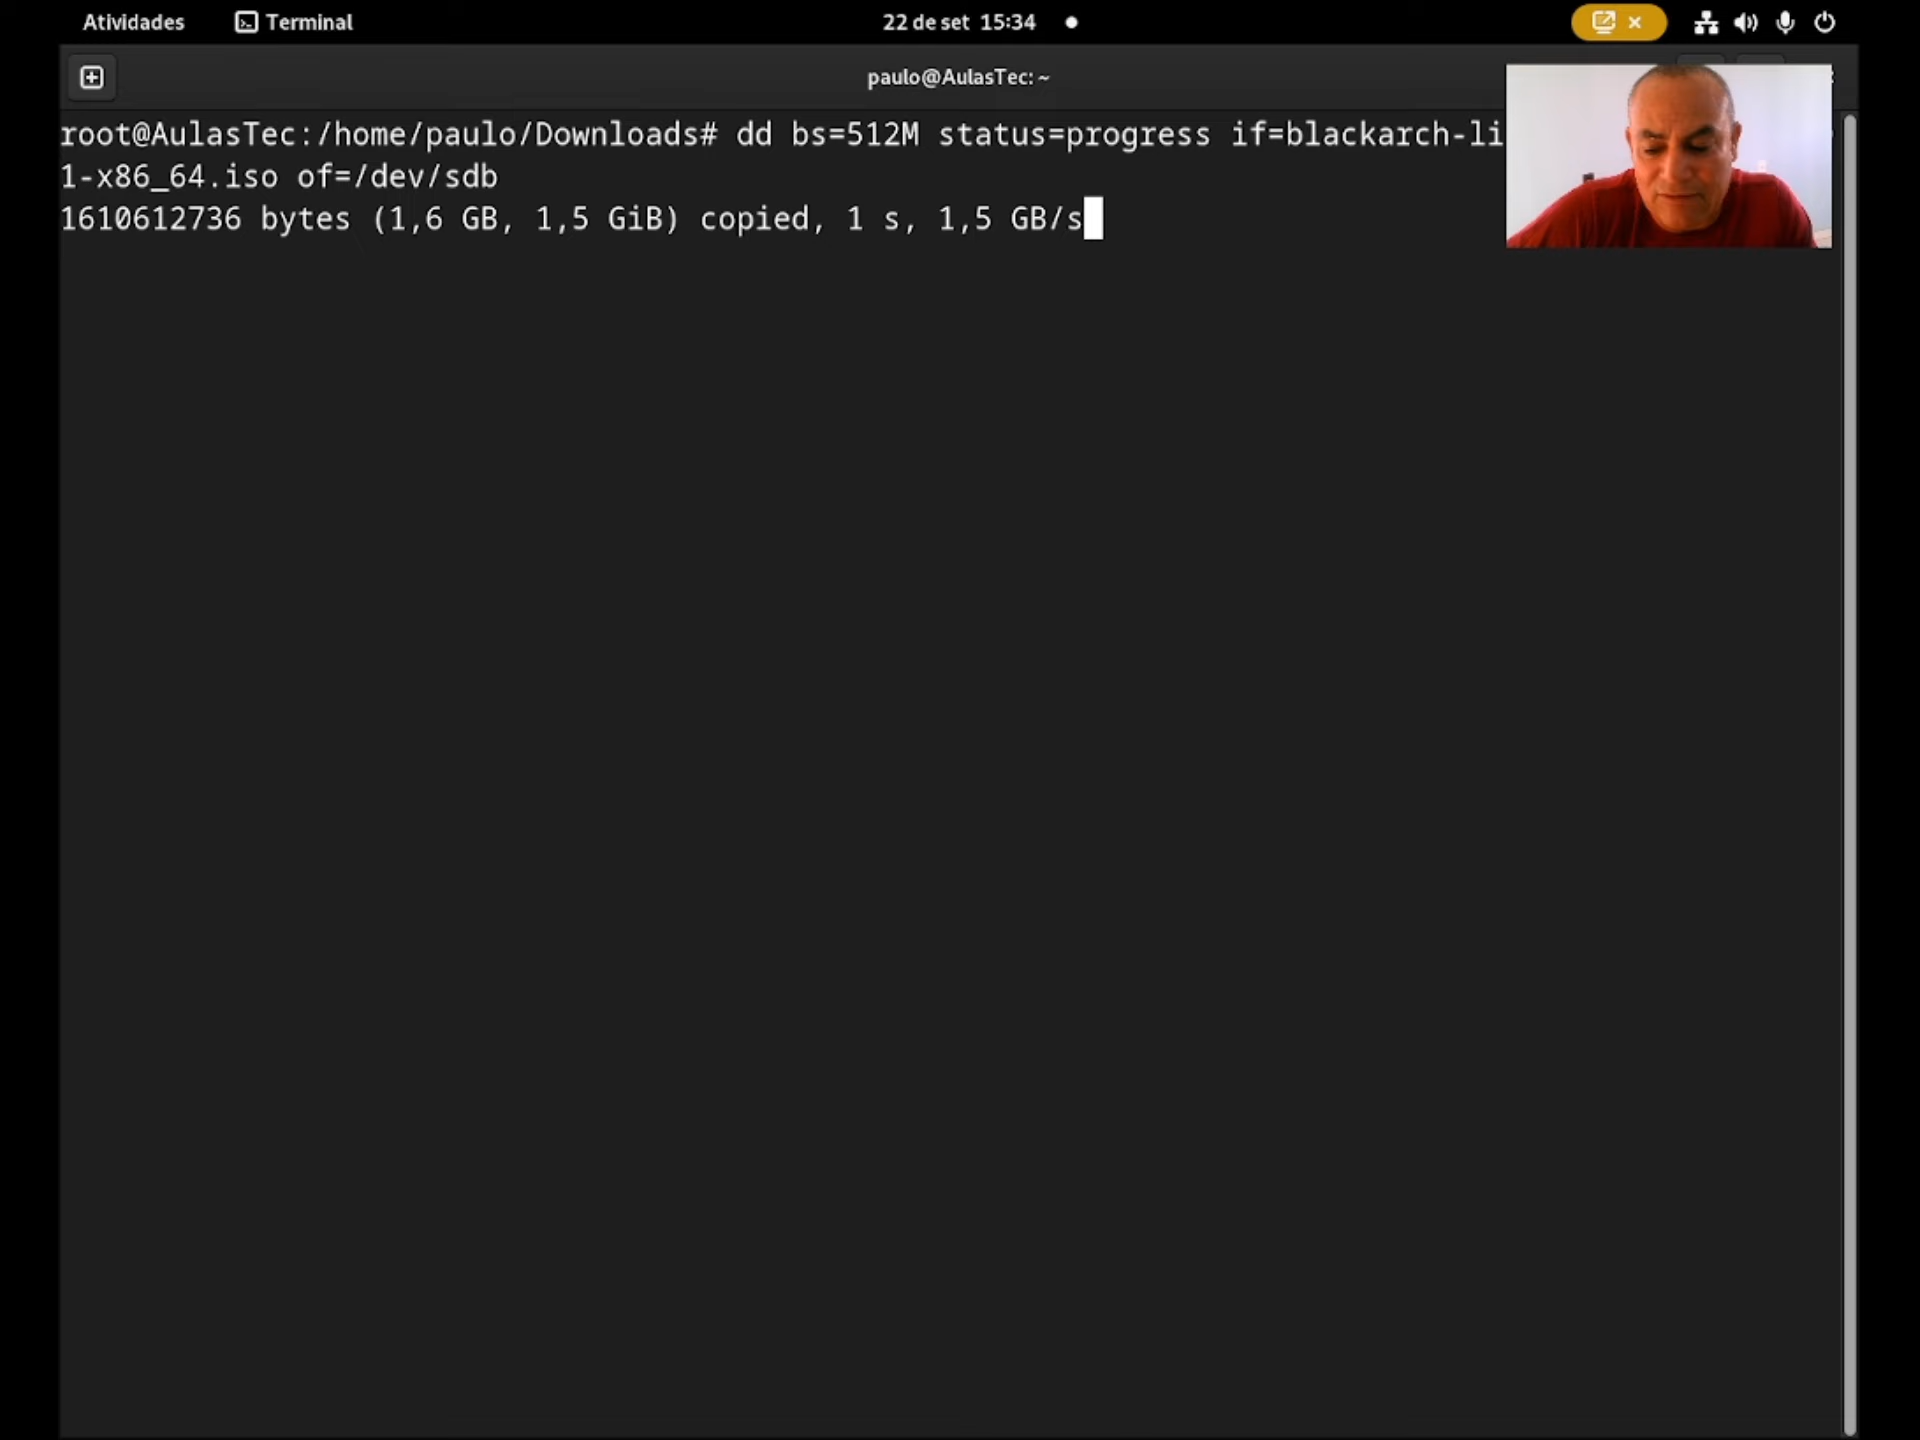 Atividades Terminal 22 de set 15:34
paulo@AulasTec: ~
root@AulasTec:/home/paulo/Downloads# dd bs=512M status=progress if=blackarch-li
1-x86_64.iso of=/dev/sdb
1610612736 bytes (1,6 GB, 1,5 GiB) copied, 1 s, 1,5 GB/s